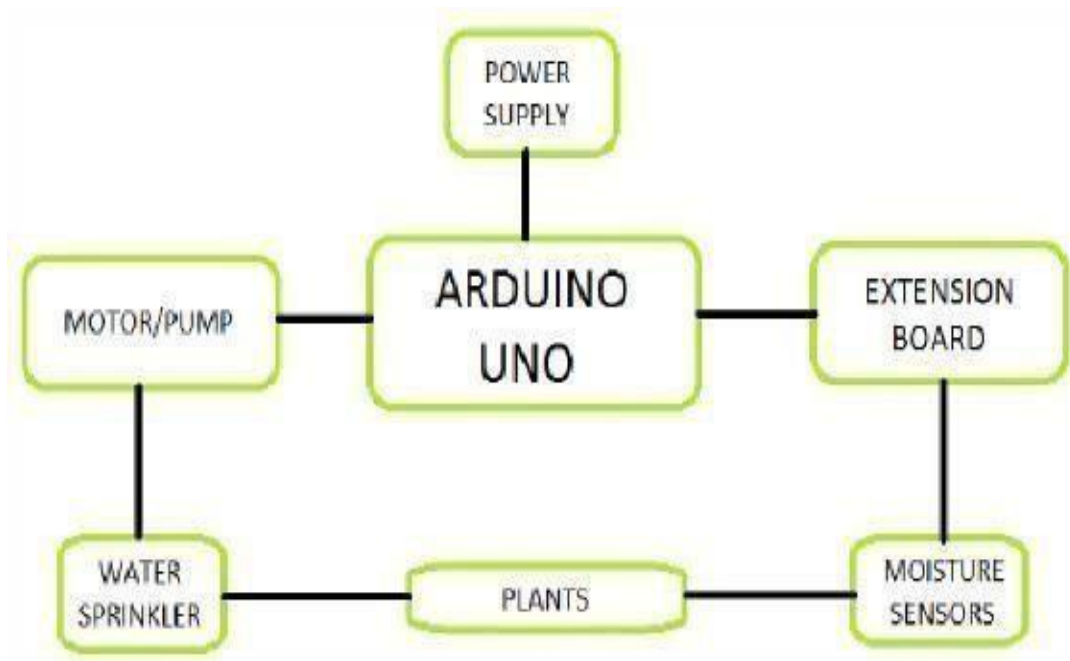 POWER
SUPPLY
ARDUINO
UNO
MOTOR/PUMP
EXTENSION
BOARD
WATER
SPRINKLER
PLANTS
MOISTURE
SENSORS